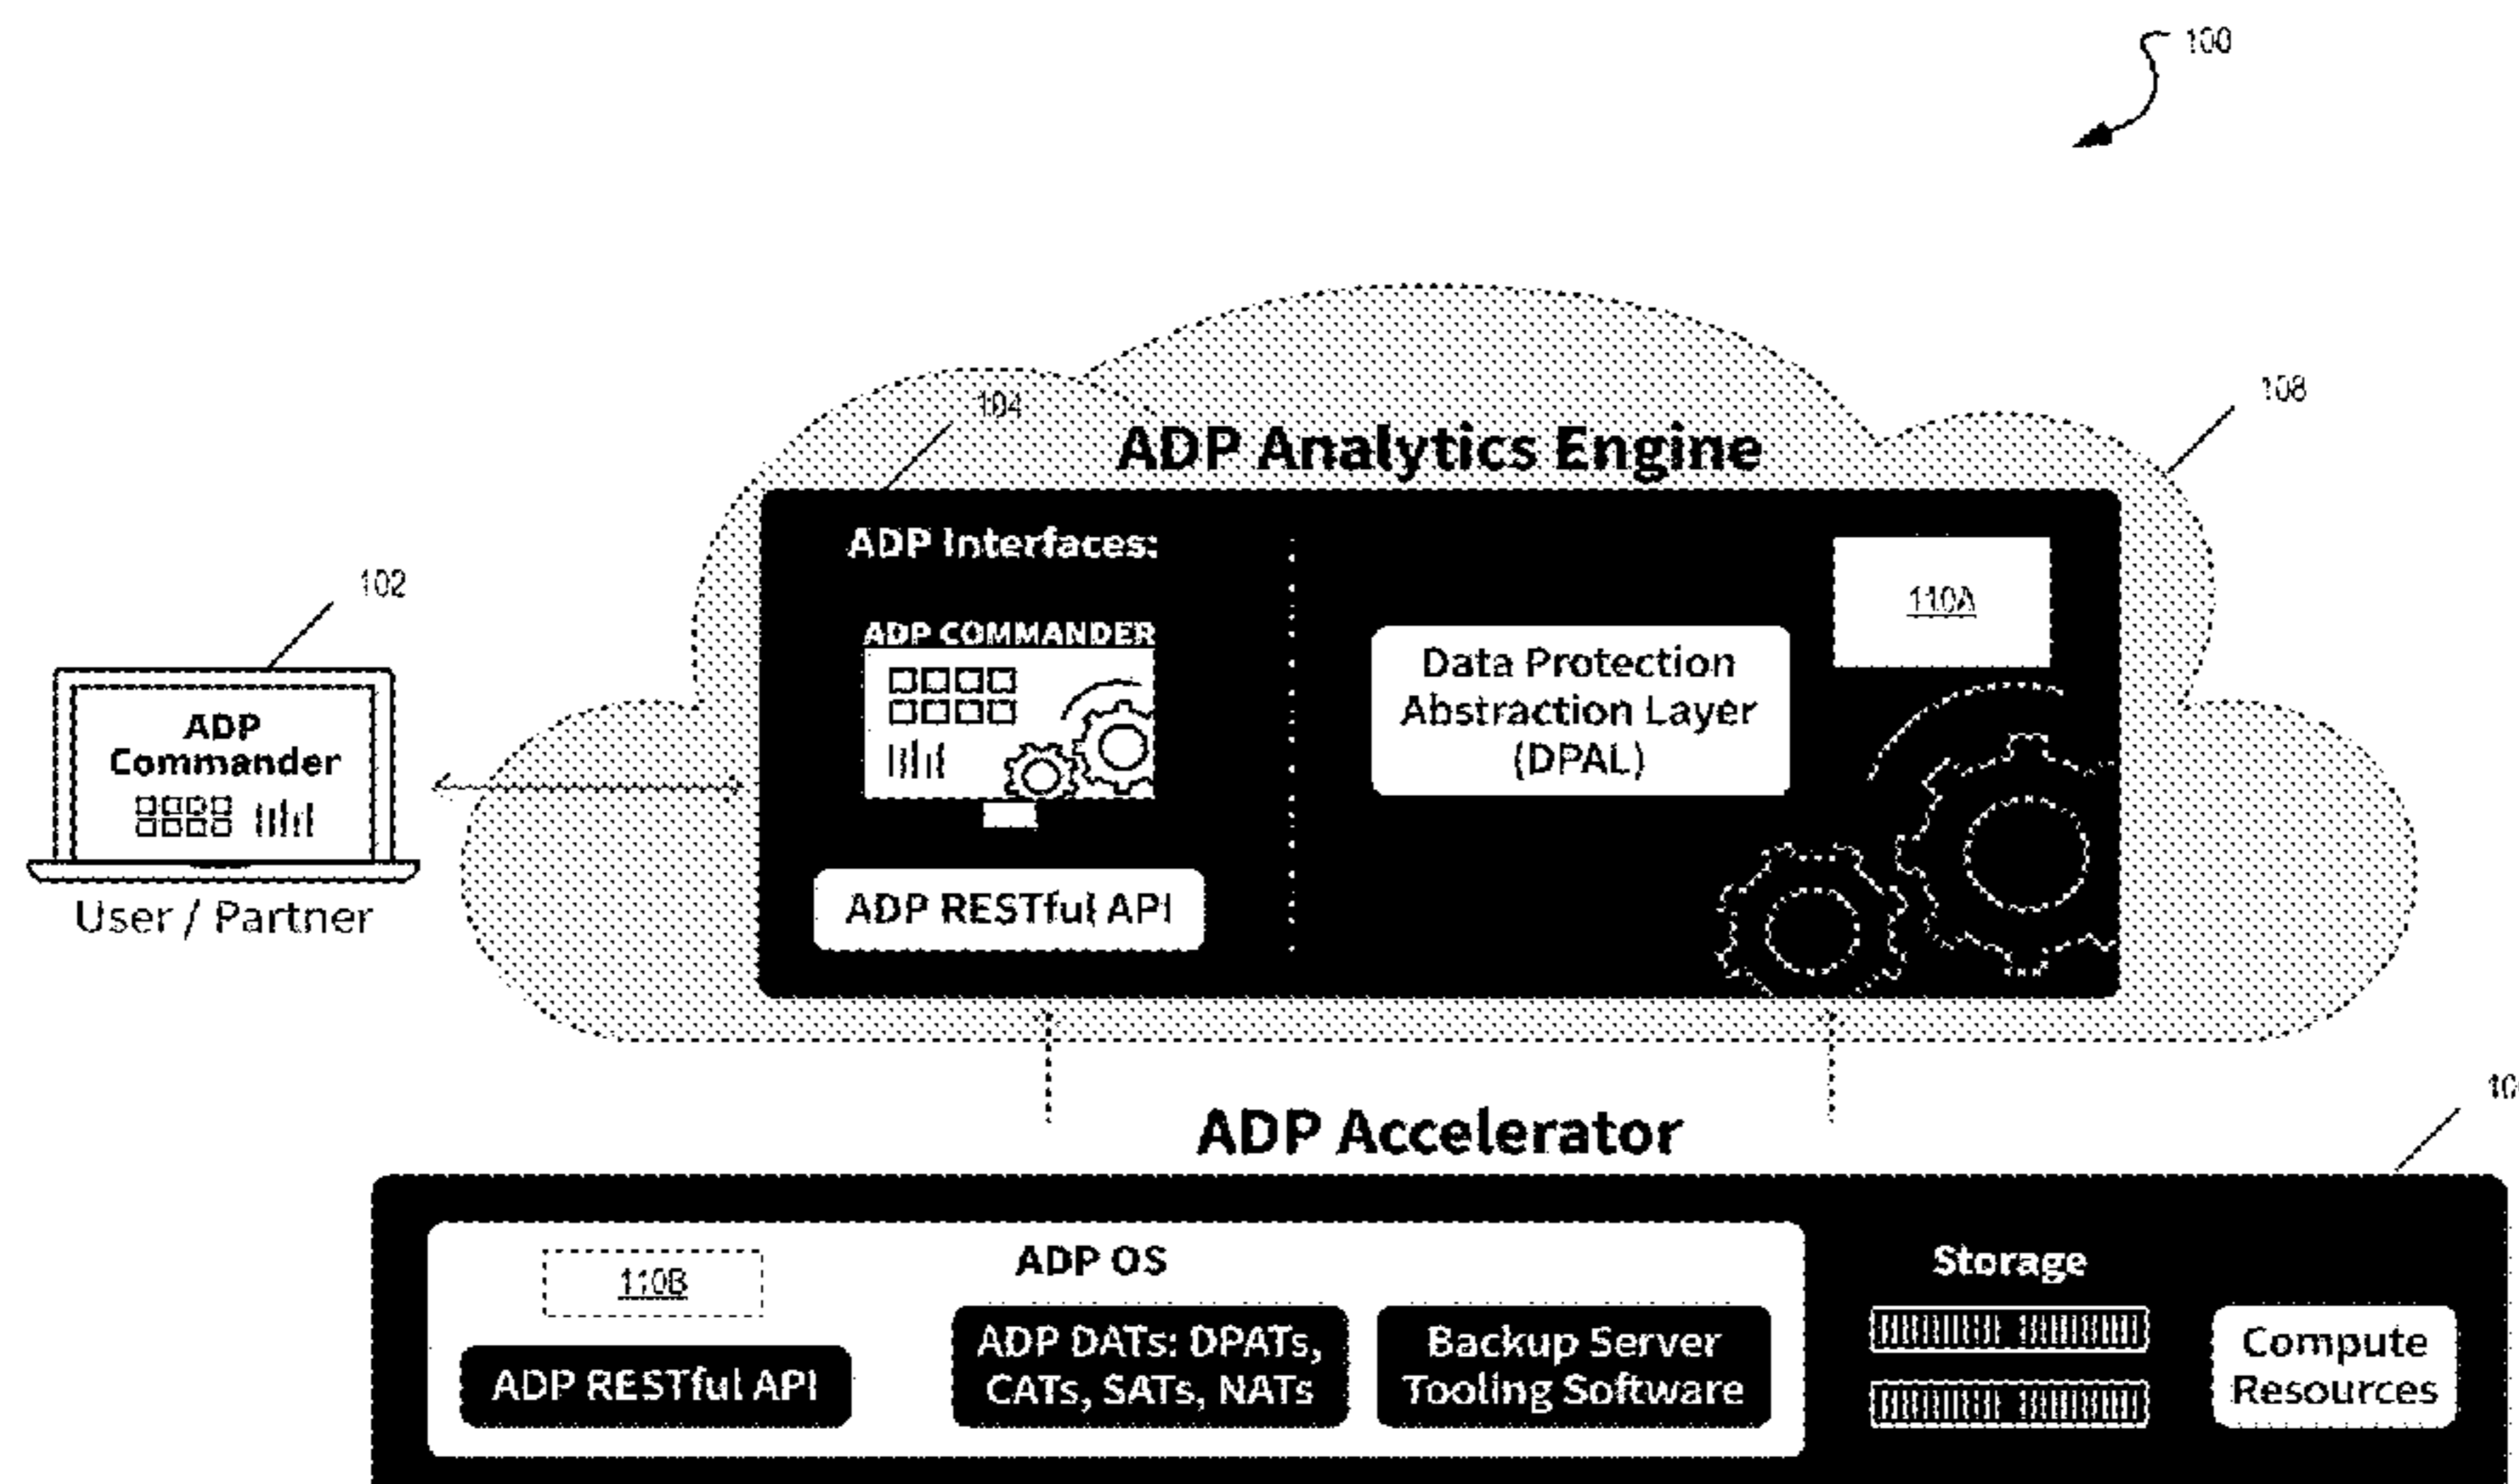 100
108
104
ADP Analytics Engine
ADP Interfaces:
102
110A
ADP COMMANDER
Data Protection
Abstraction Layer
(DPAL)
ADP
Commander
User / Partner
ADP RESTful API
ADP Accelerator
ADP OS
Storage
110B
ADP DATs: DPATs,
CATs, SATs, NATs
Backup Server
Tooling Software
Compute
Resources
ADP RESTful API